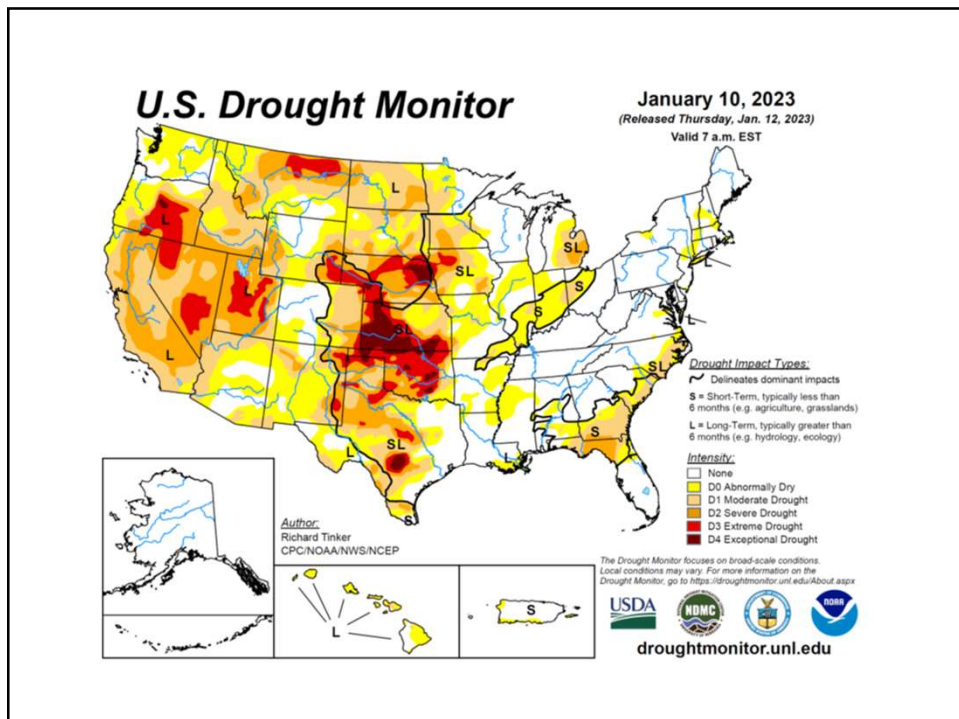 U.S. Drought Monitor
January 10, 2023
(Released Thursday, Jan. 12, 2023)
Valid 7 a.m. EST
L
L
SL
SL
L
S
L
S
SL
L
L
SL
Drought Impact Types:
Delineates dominant impacts
S = Short-Term, typically less than
6 months (e.g. agriculture, grasslands)
L = Long-Term, typically greater than
6 months (e.g. hydrology, ecology)
S
SL
L
L
S
Intensity:
None
D0 Abnormally Dry
D1 Moderate Drought
D2 Severe Drought
D3 Extreme Drought
D4 Exceptional Drought
Author:
Richard Tinker
CPC/NOAA/NWS/NCEP
L
S
The Drought Monitor focuses on broad-scale conditions.
Local conditions may vary. For more information on the
Drought Monitor, go to https://droughtmonitor.unl.edu/About.aspx
USDA
NDMC
NOAA
droughtmonitor.unl.edu